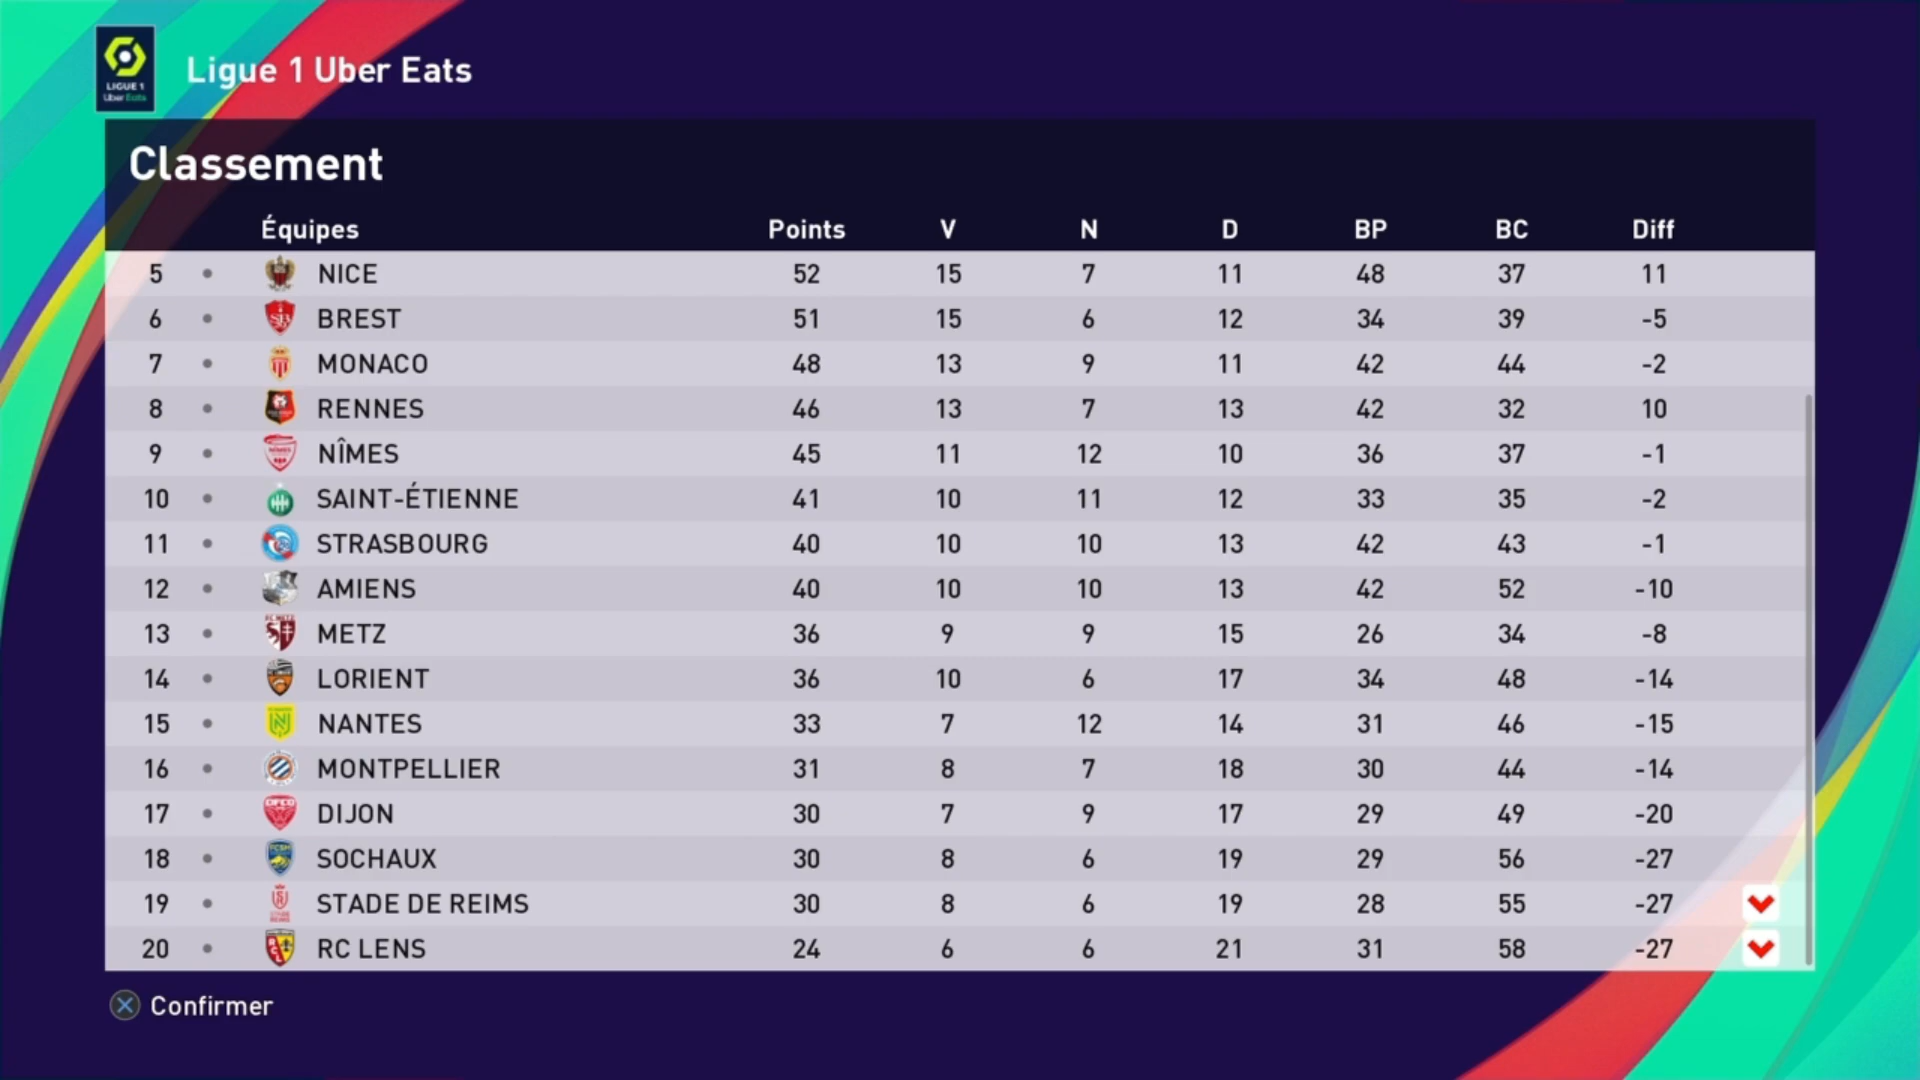 LIGUE 1
Uber Eats
Ligue 1 Uber Eats
Classement
Équipes Points V N D BP BC Diff
5 • NICE 52 15 7 11 48 37 11
6 • BREST 51 15 6 12 34 39 -5
7 • MONACO 48 13 9 11 42 44 -2
8 • RENNES 46 13 7 13 42 32 10
9 • NÎMES 45 11 12 10 36 37 -1
10 • SAINT-ÉTIENNE 41 10 11 12 33 35 -2
11 • STRASBOURG 40 10 10 13 42 43 -1
12 • AMIENS 40 10 10 13 42 52 -10
13 • METZ 36 9 9 15 26 34 -8
14 • LORIENT 36 10 6 17 34 48 -14
15 • NANTES 33 7 12 14 31 46 -15
16 • MONTPELLIER 31 8 7 18 30 44 -14
17 • DIJON 30 7 9 17 29 49 -20
18 • SOCHAUX 30 8 6 19 29 56 -27
19 • STADE DE REIMS 30 8 6 19 28 55 -27
20 • RC LENS 24 6 6 21 31 58 -27
Confirmer